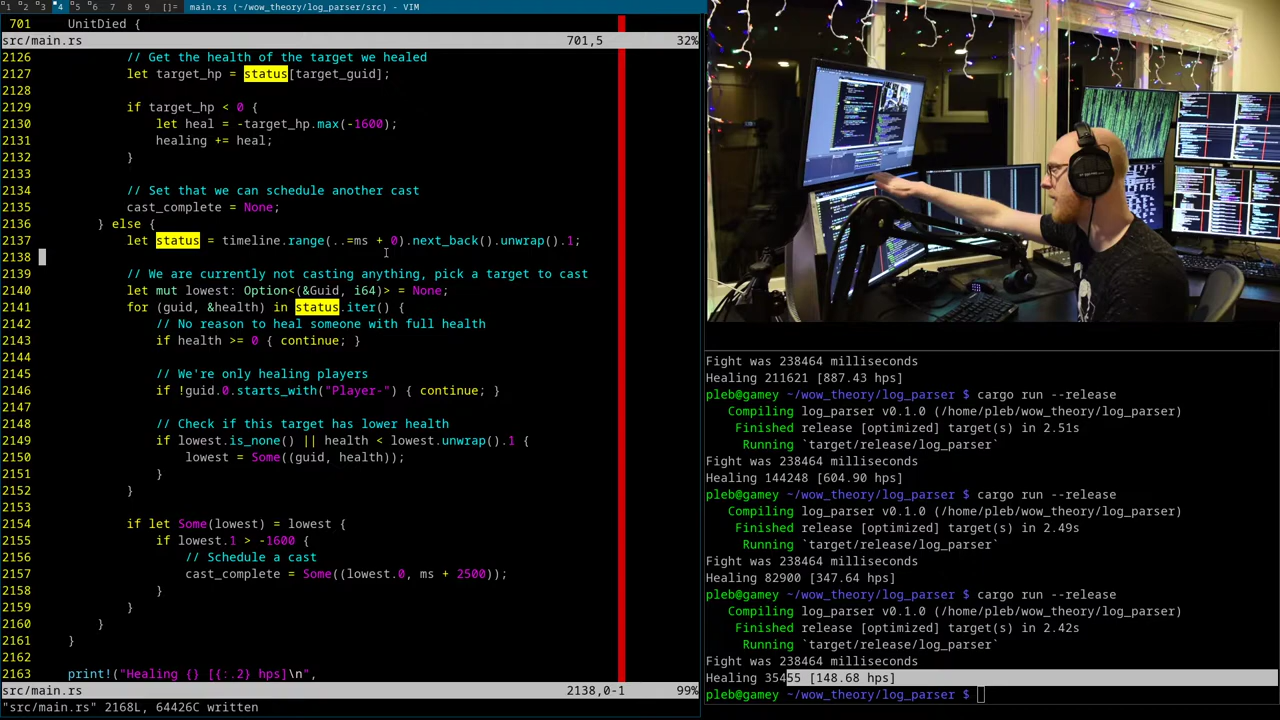 1 2 3 4 5 6 7 8 9 []= main.rs (~/wow_theory/log_parser/src) - VIM
701 UnitDied {
src/main.rs 701,5 32%
2126 // Get the health of the target we healed
2127 let target_hp = status[target_guid];
2128
2129 if target_hp < 0 {
2130 let heal = -target_hp.max(-1600);
2131 healing += heal;
2132 }
2133
2134 // Set that we can schedule another cast
2135 cast_complete = None;
2136 } else {
2137 let status = timeline.range(..=ms + 0).next_back().unwrap().1;
2138
2139 // We are currently not casting anything, pick a target to cast
2140 let mut lowest: Option<(&Guid, i64)> = None;
2141 for (guid, &health) in status.iter() {
2142 // No reason to heal someone with full health
2143 if health >= 0 { continue; }
2144
2145 // We're only healing players
2146 if !guid.0.starts_with("Player-") { continue; }
2147
2148 // Check if this target has lower health
2149 if lowest.is_none() || health < lowest.unwrap().1 {
2150 lowest = Some((guid, health));
2151 }
2152 }
2153
2154 if let Some(lowest) = lowest {
2155 if lowest.1 > -1600 {
2156 // Schedule a cast
2157 cast_complete = Some((lowest.0, ms + 2500));
2158 }
2159 }
2160 }
2161 }
2162
2163 print!("Healing {} [{:.2} hps]\n",
src/main.rs 2138,0-1 99%
"src/main.rs" 2168L, 64426C written
Fight was 238464 milliseconds
Healing 211621 [887.43 hps]
pleb@gamey ~/wow_theory/log_parser $ cargo run --release
Compiling log_parser v0.1.0 (/home/pleb/wow_theory/log_parser)
Finished release [optimized] target(s) in 2.51s
Running `target/release/log_parser`
Fight was 238464 milliseconds
Healing 144248 [604.90 hps]
pleb@gamey ~/wow_theory/log_parser $ cargo run --release
Compiling log_parser v0.1.0 (/home/pleb/wow_theory/log_parser)
Finished release [optimized] target(s) in 2.49s
Running `target/release/log_parser`
Fight was 238464 milliseconds
Healing 82900 [347.64 hps]
pleb@gamey ~/wow_theory/log_parser $ cargo run --release
Compiling log_parser v0.1.0 (/home/pleb/wow_theory/log_parser)
Finished release [optimized] target(s) in 2.42s
Running `target/release/log_parser`
Fight was 238464 milliseconds
Healing 35455 [148.68 hps]
pleb@gamey ~/wow_theory/log_parser $